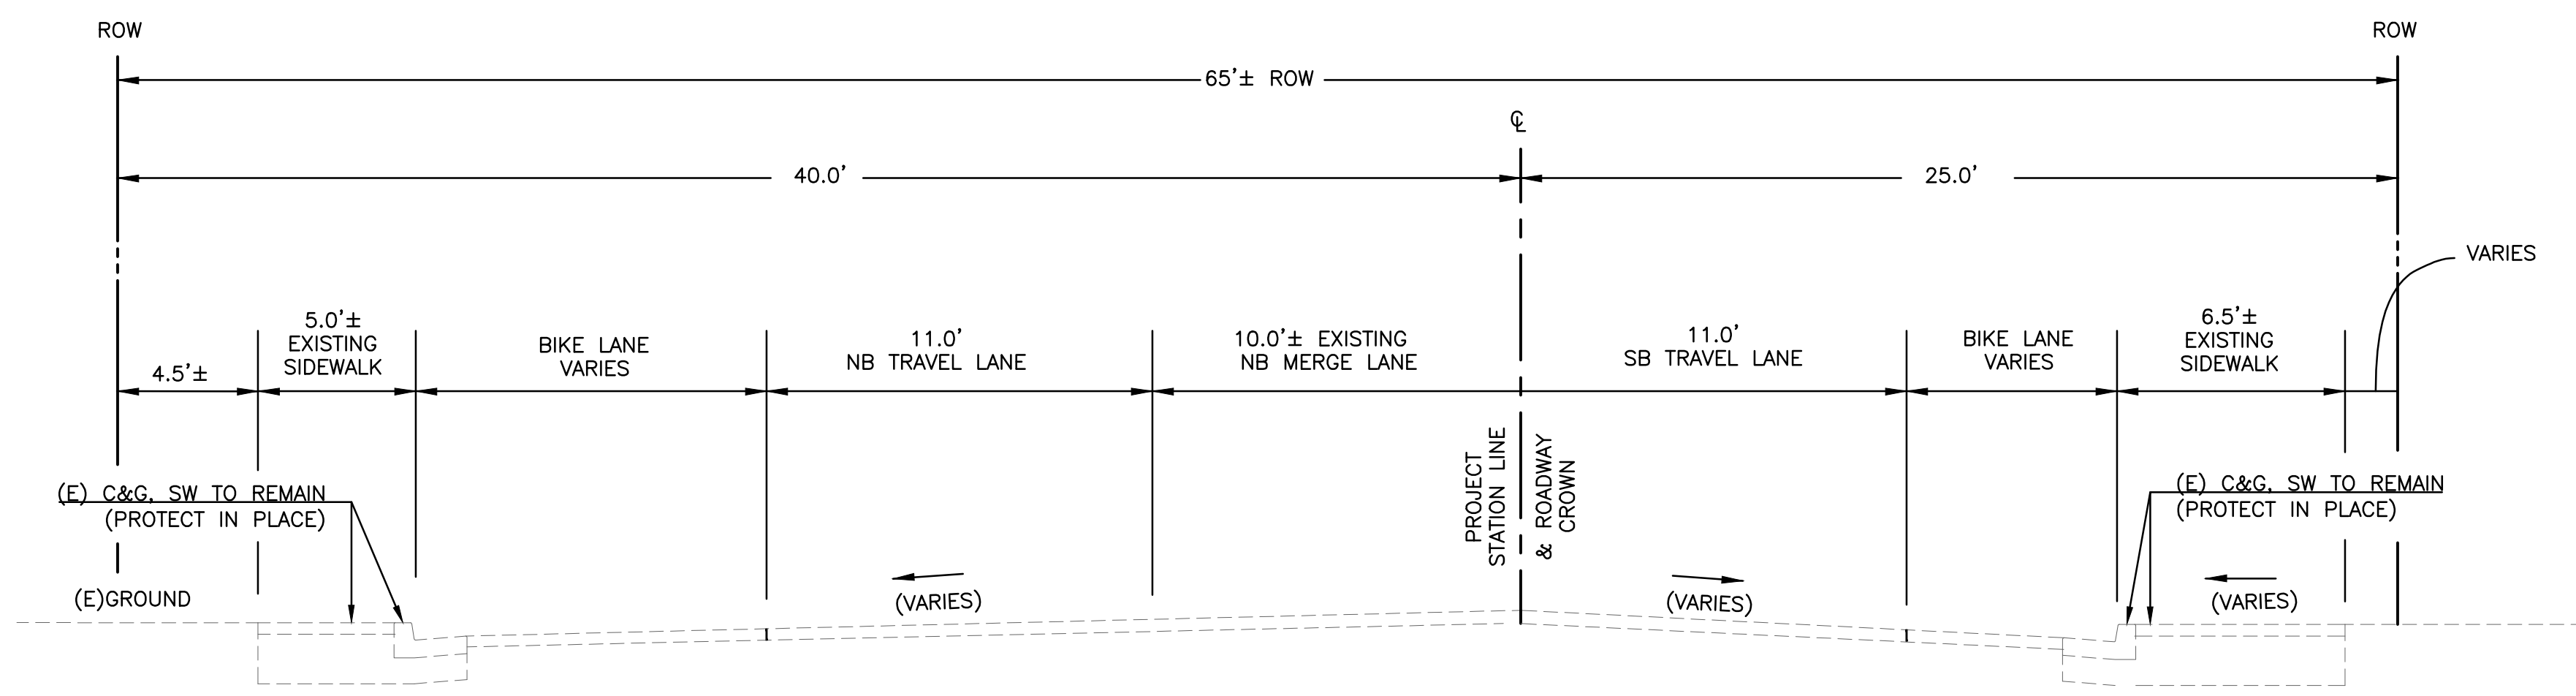 ROW
ROW
65'± ROW
℄
40.0'
25.0'
VARIES
4.5'±
5.0'±
EXISTING
SIDEWALK
BIKE LANE
VARIES
11.0'
NB TRAVEL LANE
10.0'± EXISTING
NB MERGE LANE
11.0'
SB TRAVEL LANE
BIKE LANE
VARIES
6.5'±
EXISTING
SIDEWALK
PROJECT
STATION LINE
& ROADWAY
CROWN
(E) C&G, SW TO REMAIN
(PROTECT IN PLACE)
(E) C&G, SW TO REMAIN
(PROTECT IN PLACE)
(E)GROUND
(VARIES)
(VARIES)
(VARIES)